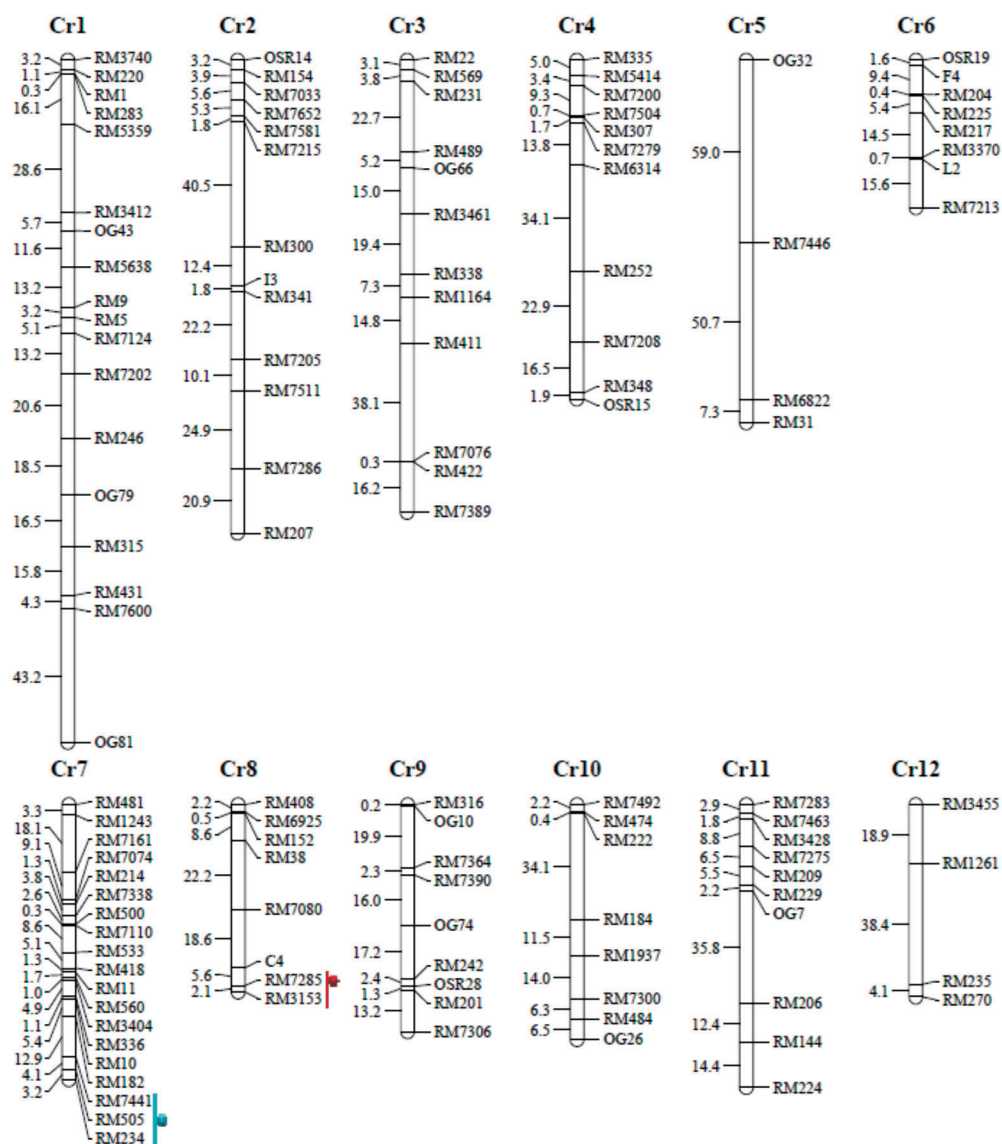 Cr1
3.2
1.1
0.3
16.1
28.6
5.7
11.6
13.2
3.2
5.1
13.2
20.6
18.5
16.5
15.8
4.3
43.2
RM3740
RM220
RM1
RM283
RM5359
RM3412
OG43
RM5638
RM9
RM5
RM7124
RM7202
RM246
OG79
RM315
RM431
RM7600
OG81
Cr2
3.2
3.9
5.6
5.3
1.8
40.5
12.4
1.8
22.2
10.1
24.9
20.9
OSR14
RM154
RM7033
RM7652
RM7581
RM7215
RM300
I3
RM341
RM7205
RM7511
RM7286
RM207
Cr3
3.1
3.8
22.7
5.2
15.0
19.4
7.3
14.8
38.1
0.3
16.2
RM22
RM569
RM231
RM489
OG66
RM3461
RM338
RM1164
RM411
RM7076
RM422
RM7389
Cr4
5.0
3.4
9.3
0.7
1.7
13.8
34.1
22.9
16.5
1.9
RM335
RM5414
RM7200
RM7504
RM307
RM7279
RM6314
RM252
RM7208
RM348
OSR15
Cr5
59.0
50.7
7.3
OG32
RM7446
RM6822
RM31
Cr6
1.6
9.4
0.4
5.4
14.5
0.7
15.6
OSR19
F4
RM204
RM225
RM217
RM3370
L2
RM7213
Cr7
3.3
18.1
9.1
1.3
3.8
2.6
0.3
8.6
5.1
1.3
1.7
1.0
4.9
1.1
5.4
12.9
4.1
3.2
RM481
RM1243
RM7161
RM7074
RM214
RM7338
RM500
RM7110
RM533
RM418
RM11
RM560
RM3404
RM336
RM10
RM182
RM7441
RM505
RM234
Cr8
2.2
0.5
8.6
22.2
18.6
5.6
2.1
RM408
RM6925
RM152
RM38
RM7080
C4
RM7285
RM3153
Cr9
0.2
19.9
2.3
16.0
17.2
2.4
1.3
13.2
RM316
OG10
RM7364
RM7390
OG74
RM242
OSR28
RM201
RM7306
Cr10
2.2
0.4
34.1
11.5
14.0
6.3
6.5
RM7492
RM474
RM222
RM184
RM1937
RM7300
RM484
OG26
Cr11
2.9
1.8
8.8
6.5
5.5
2.2
35.8
12.4
14.4
RM7283
RM7463
RM3428
RM7275
RM209
RM229
OG7
RM206
RM144
RM224
Cr12
18.9
38.4
4.1
RM3455
RM1261
RM235
RM270